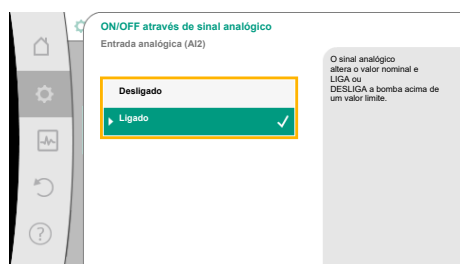 ON/OFF através de sinal analógico
Entrada analógica (AI2)
Desligado
Ligado
O sinal analógico
altera o valor nominal e
LIGA ou
DESLIGA a bomba acima de
um valor limite.
?